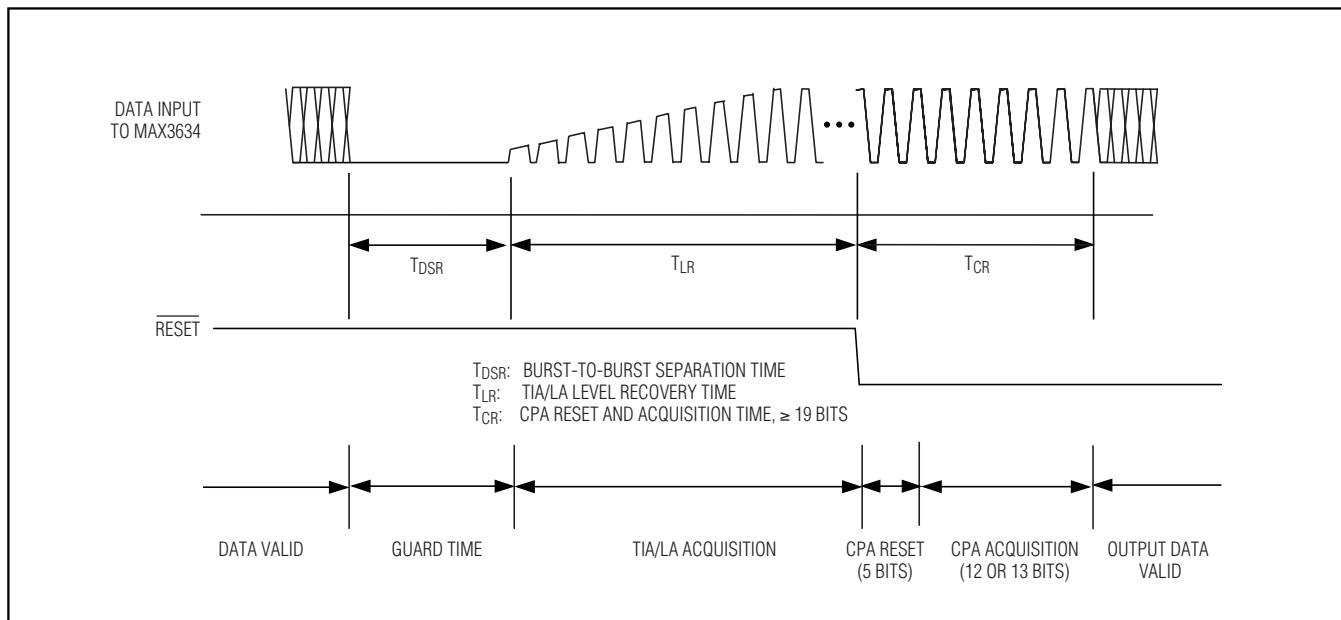 DATA INPUT
TO MAX3634
•••
TDSR
TLR
TCR
RESET
TDSR: BURST-TO-BURST SEPARATION TIME
TLR: TIA/LA LEVEL RECOVERY TIME
TCR: CPA RESET AND ACQUISITION TIME, ≥ 19 BITS
DATA VALID
GUARD TIME
TIA/LA ACQUISITION
CPA RESET
(5 BITS)
CPA ACQUISITION
(12 OR 13 BITS)
OUTPUT DATA
VALID